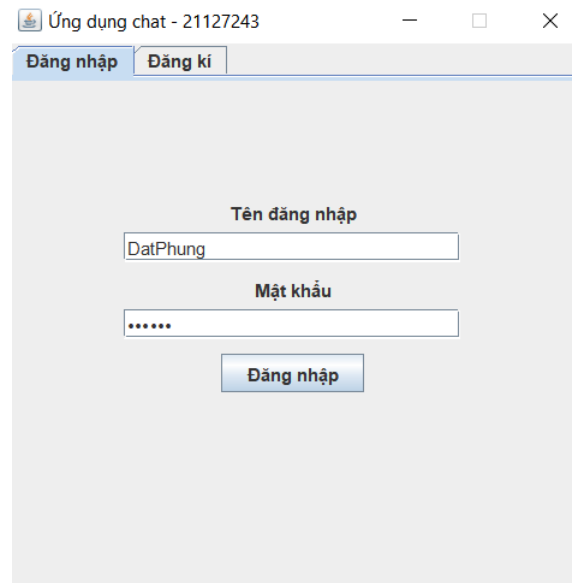 Ứng dụng chat - 21127243
Đăng nhập Đăng kí
Tên đăng nhập
DatPhung
Mật khẩu
••••••
Đăng nhập